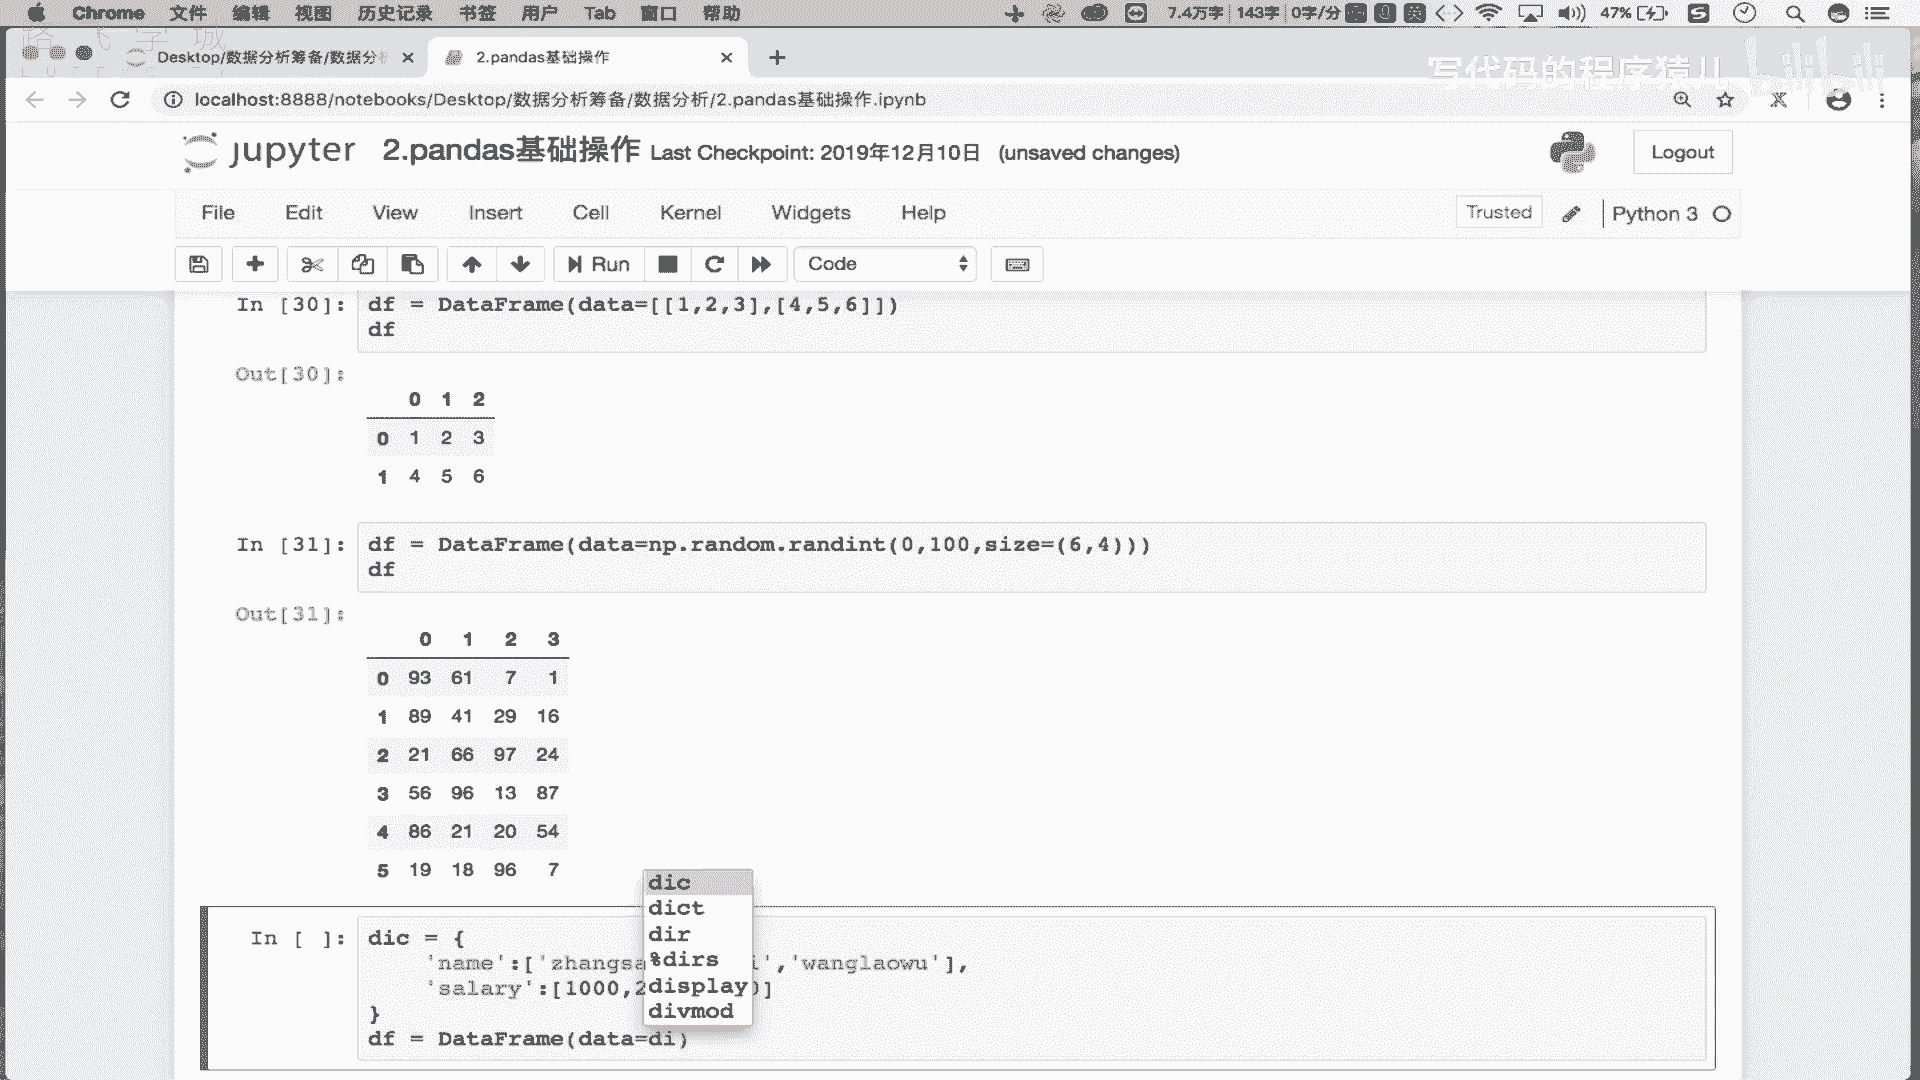 Chrome 文件 编辑 视图 历史记录 书签 用户 Tab 窗口 帮助 7.4万字 143字 0字/分 英 47%
Desktop/数据分析筹备/数据分析 2.pandas基础操作
写代码的程序猿儿 bilibili
localhost:8888/notebooks/Desktop/数据分析筹备/数据分析/2.pandas基础操作.ipynb
jupyter 2.pandas基础操作 Last Checkpoint: 2019年12月10日 (unsaved changes) Logout
File Edit View Insert Cell Kernel Widgets Help Trusted Python 3
Run Code
In [30]: df = DataFrame(data=[[1,2,3],[4,5,6]])
df
Out[30]:
0 1 2
0 1 2 3
1 4 5 6
In [31]: df = DataFrame(data=np.random.randint(0,100,size=(6,4)))
df
Out[31]:
0 1 2 3
0 93 61 7 1
1 89 41 29 16
2 21 66 97 24
3 56 96 13 87
4 86 21 20 54
5 19 18 96 7
In [ ]: dic = {
'name':['zhangsa i','wanglaowu'],
'salary':[1000,2 0]
}
df = DataFrame(data=di)
dic
dict
dir
%dirs
display
divmod